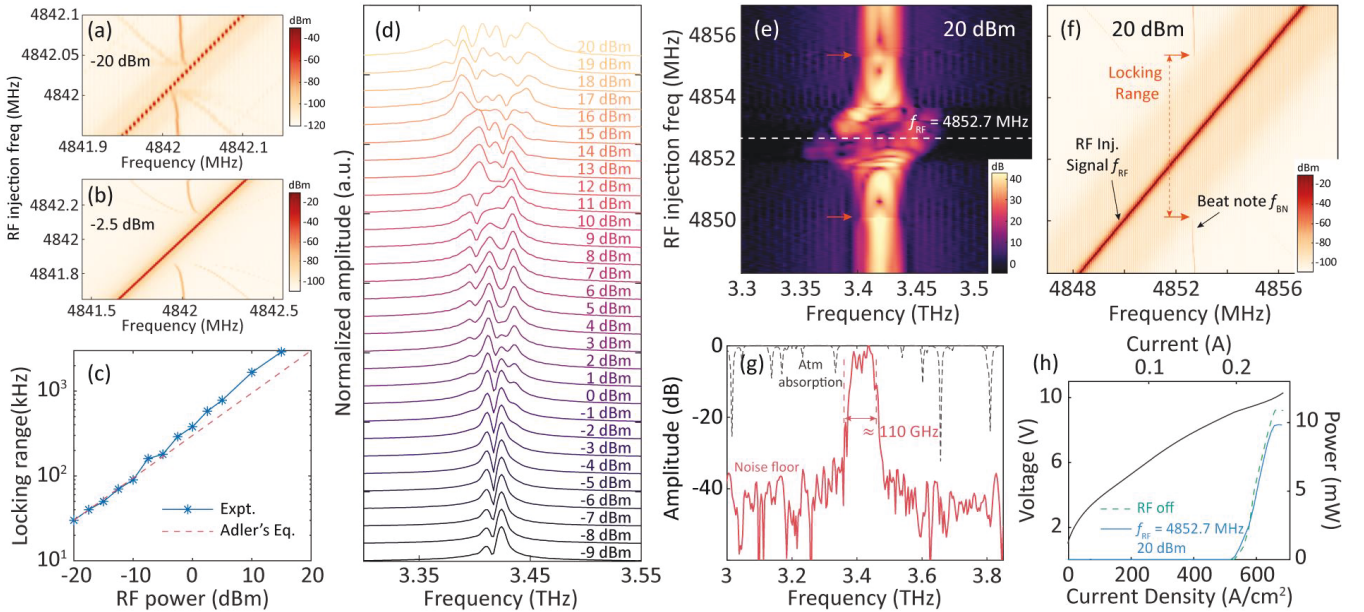 (a)
-20 dBm
4842.1
4842.05
4842
4841.9
4842
4842.1
Frequency (MHz)
dBm
-40
-60
-80
-100
-120
RF injection freq (MHz)
(b)
-2.5 dBm
4842.2
4842
4841.8
4841.5
4842
4842.5
Frequency (MHz)
dBm
-40
-60
-80
-100
(c)
Locking range(kHz)
10³
10²
10¹
Expt.
Adler's Eq.
-20
-10
0
10
20
RF power (dBm)
(d)
Normalized amplitude (a.u.)
20 dBm
19 dBm
18 dBm
17 dBm
16 dBm
15 dBm
14 dBm
13 dBm
12 dBm
11 dBm
10 dBm
9 dBm
8 dBm
7 dBm
6 dBm
5 dBm
4 dBm
3 dBm
2 dBm
1 dBm
0 dBm
-1 dBm
-2 dBm
-3 dBm
-4 dBm
-5 dBm
-6 dBm
-7 dBm
-8 dBm
-9 dBm
3.35
3.45
3.55
Frequency (THz)
(e)
20 dBm
RF injection freq (MHz)
4856
4854
4852
4850
fRF = 4852.7 MHz
dB
40
30
20
10
0
3.3
3.4
3.5
Frequency (THz)
(f)
20 dBm
Locking
Range
RF Inj.
Signal fRF
Beat note fBN
dBm
-10
-20
-40
-60
-80
-100
4848
4852
4856
Frequency (MHz)
(g)
Amplitude (dB)
0
-20
-40
Atm
absorption
≈ 110 GHz
Noise floor
3
3.2
3.4
3.6
3.8
Frequency (THz)
(h)
Current (A)
0.1
0.2
Voltage (V)
10
6
2
Power (mW)
10
5
0
RF off
fRF = 4852.7 MHz
20 dBm
0
200
400
600
Current Density (A/cm²)